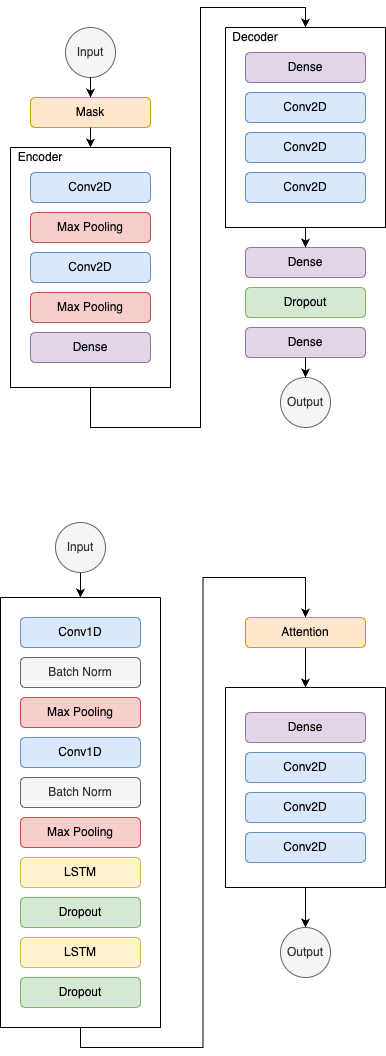 Input
Mask
Encoder
Conv2D
Max Pooling
Conv2D
Max Pooling
Dense
Decoder
Dense
Conv2D
Conv2D
Conv2D
Dense
Dropout
Dense
Output
Input
Conv1D
Batch Norm
Max Pooling
Conv1D
Batch Norm
Max Pooling
LSTM
Dropout
LSTM
Dropout
Attention
Dense
Conv2D
Conv2D
Conv2D
Output